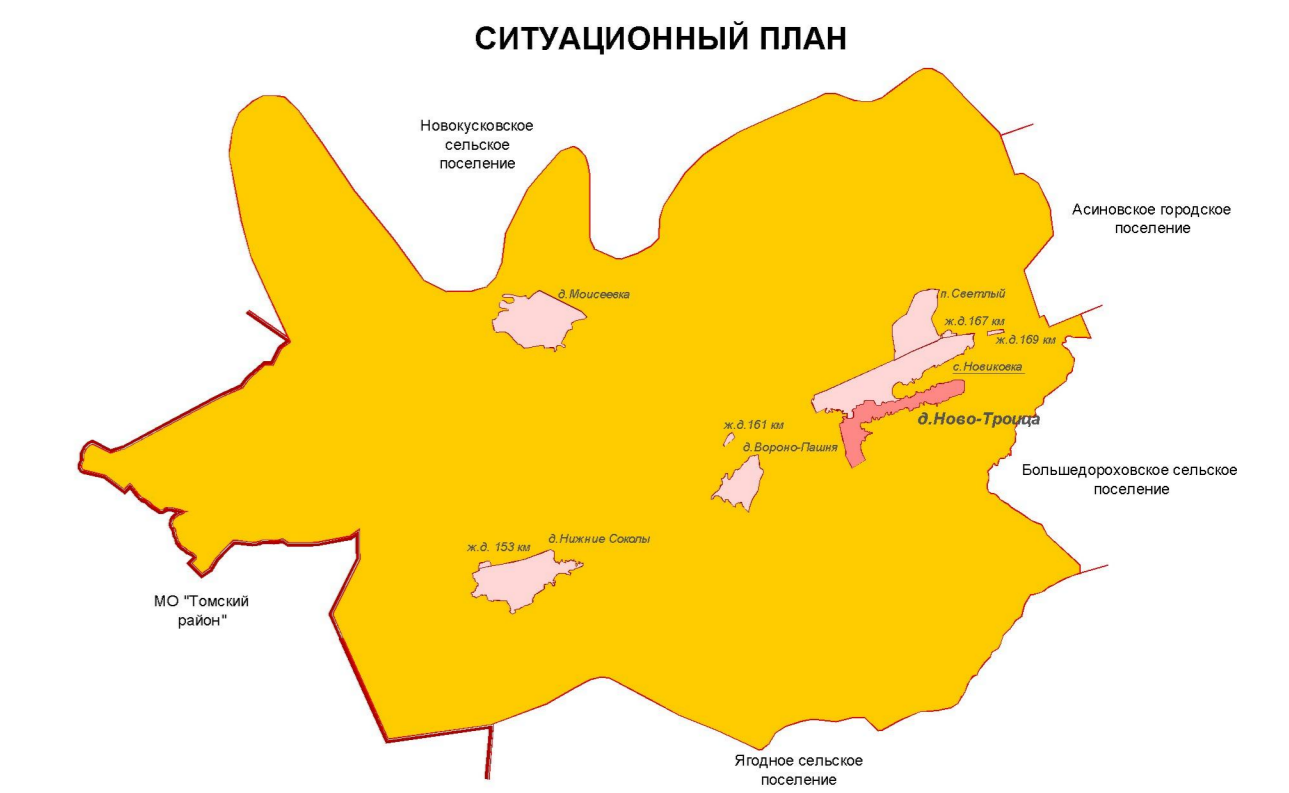 СИТУАЦИОННЫЙ ПЛАН
Новокусковское
сельское
поселение
Асиновское городское
поселение
д.Моисеевка
п.Светлый
ж.д.167 км
ж.д.169 км
с.Новиковка
д.Ново-Троица
ж.д.161 км
д.Вороно-Пашня
Большедороховское сельское
поселение
ж.д. 153 км
д.Нижние Соколы
МО "Томский
район"
Ягодное сельское
поселение